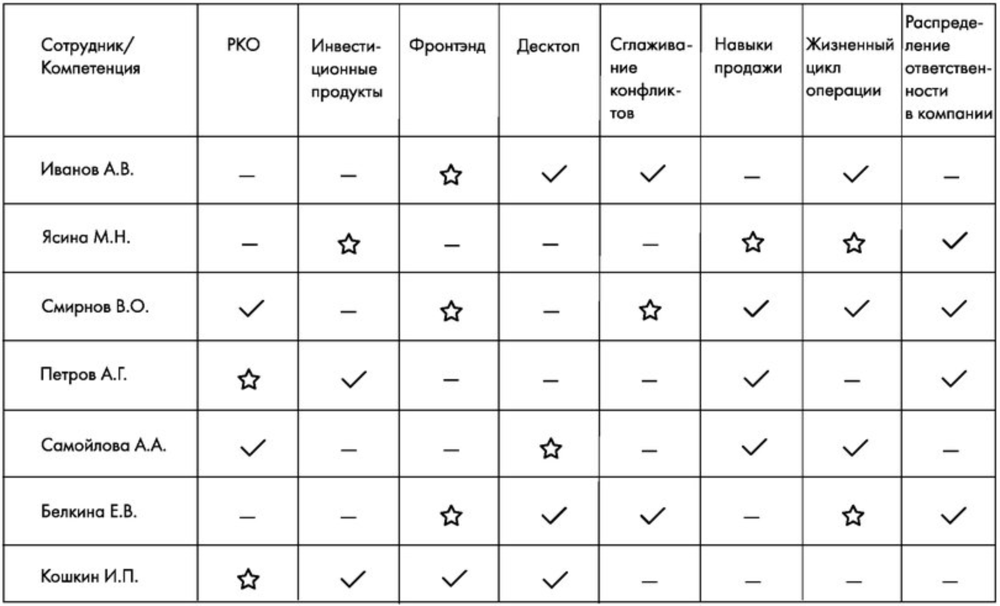 Сотрудник/
Компетенция
РКО
Инвести-
ционные
продукты
Фронтэнд
Десктоп
Сглажива-
ние
конфлик-
тов
Навыки
продажи
Жизненный
цикл
операции
Распреде-
ление
ответствен-
ности
в компании
Иванов А.В.
Ясина М.Н.
Смирнов В.О.
Петров А.Г.
Самойлова А.А.
Белкина Е.В.
Кошкин И.П.